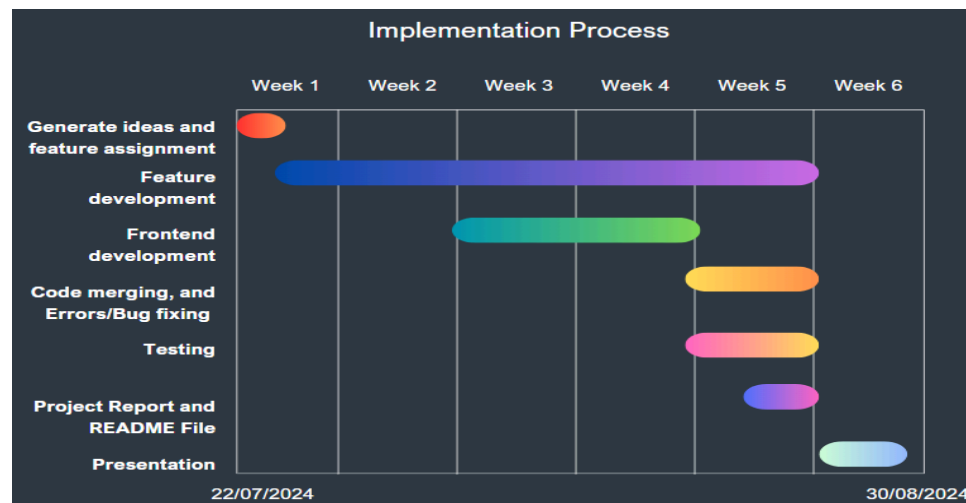 Implementation Process
Week 1 Week 2 Week 3 Week 4 Week 5 Week 6
Generate ideas and
feature assignment
Feature
development
Frontend
development
Code merging, and
Errors/Bug fixing
Testing
Project Report and
README File
Presentation
22/07/2024 30/08/2024